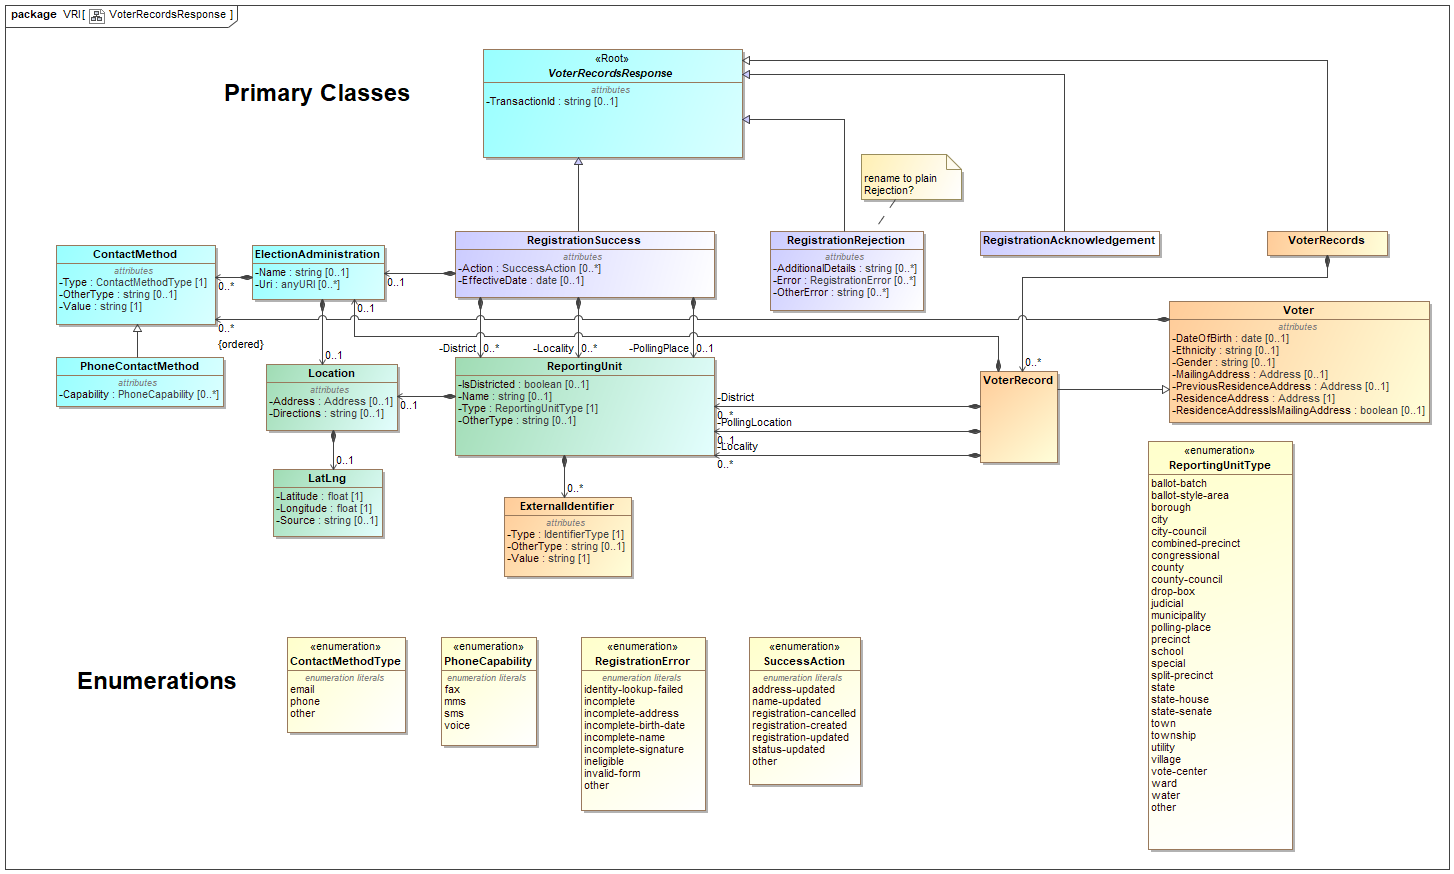 package VRI[ VoterRecordsResponse ]
Primary Classes
«Root»
VoterRecordsResponse
attributes
-TransactionId : string [0..1]
rename to plain
Rejection?
ContactMethod
attributes
-Type : ContactMethodType [1]
-OtherType : string [0..1]
-Value : string [1]
ElectionAdministration
attributes
-Name : string [0..1]
-Uri : anyURI [0..*]
RegistrationSuccess
attributes
-Action : SuccessAction [0..*]
-EffectiveDate : date [0..1]
RegistrationRejection
attributes
-AdditionalDetails : string [0..*]
-Error : RegistrationError [0..*]
-OtherError : string [0..*]
RegistrationAcknowledgement
VoterRecords
0..*
0..1
0..1
0..*
{ordered}
0..1
-District
0..*
-Locality
0..*
-PollingPlace
0..1
0..*
Voter
attributes
-DateOfBirth : date [0..1]
-Ethnicity : string [0..1]
-Gender : string [0..1]
-MailingAddress : Address [0..1]
-PreviousResidenceAddress : Address [0..1]
-ResidenceAddress : Address [1]
-ResidenceAddressIsMailingAddress : boolean [0..1]
PhoneContactMethod
attributes
-Capability : PhoneCapability [0..*]
Location
attributes
-Address : Address [0..1]
-Directions : string [0..1]
0..1
ReportingUnit
attributes
-IsDistricted : boolean [0..1]
-Name : string [0..1]
-Type : ReportingUnitType [1]
-OtherType : string [0..1]
VoterRecord
-District
0..*
-PollingLocation
0..1
-Locality
0..*
0..1
LatLng
attributes
-Latitude : float [1]
-Longitude : float [1]
-Source : string [0..1]
0..*
ExternalIdentifier
attributes
-Type : IdentifierType [1]
-OtherType : string [0..1]
-Value : string [1]
«enumeration»
ReportingUnitType
ballot-batch
ballot-style-area
borough
city
city-council
combined-precinct
congressional
county
county-council
drop-box
judicial
municipality
polling-place
precinct
school
special
split-precinct
state
state-house
state-senate
town
township
utility
village
vote-center
ward
water
other
Enumerations
«enumeration»
ContactMethodType
enumeration literals
email
phone
other
«enumeration»
PhoneCapability
enumeration literals
fax
mms
sms
voice
«enumeration»
RegistrationError
enumeration literals
identity-lookup-failed
incomplete
incomplete-address
incomplete-birth-date
incomplete-name
incomplete-signature
ineligible
invalid-form
other
«enumeration»
SuccessAction
enumeration literals
address-updated
name-updated
registration-cancelled
registration-created
registration-updated
status-updated
other